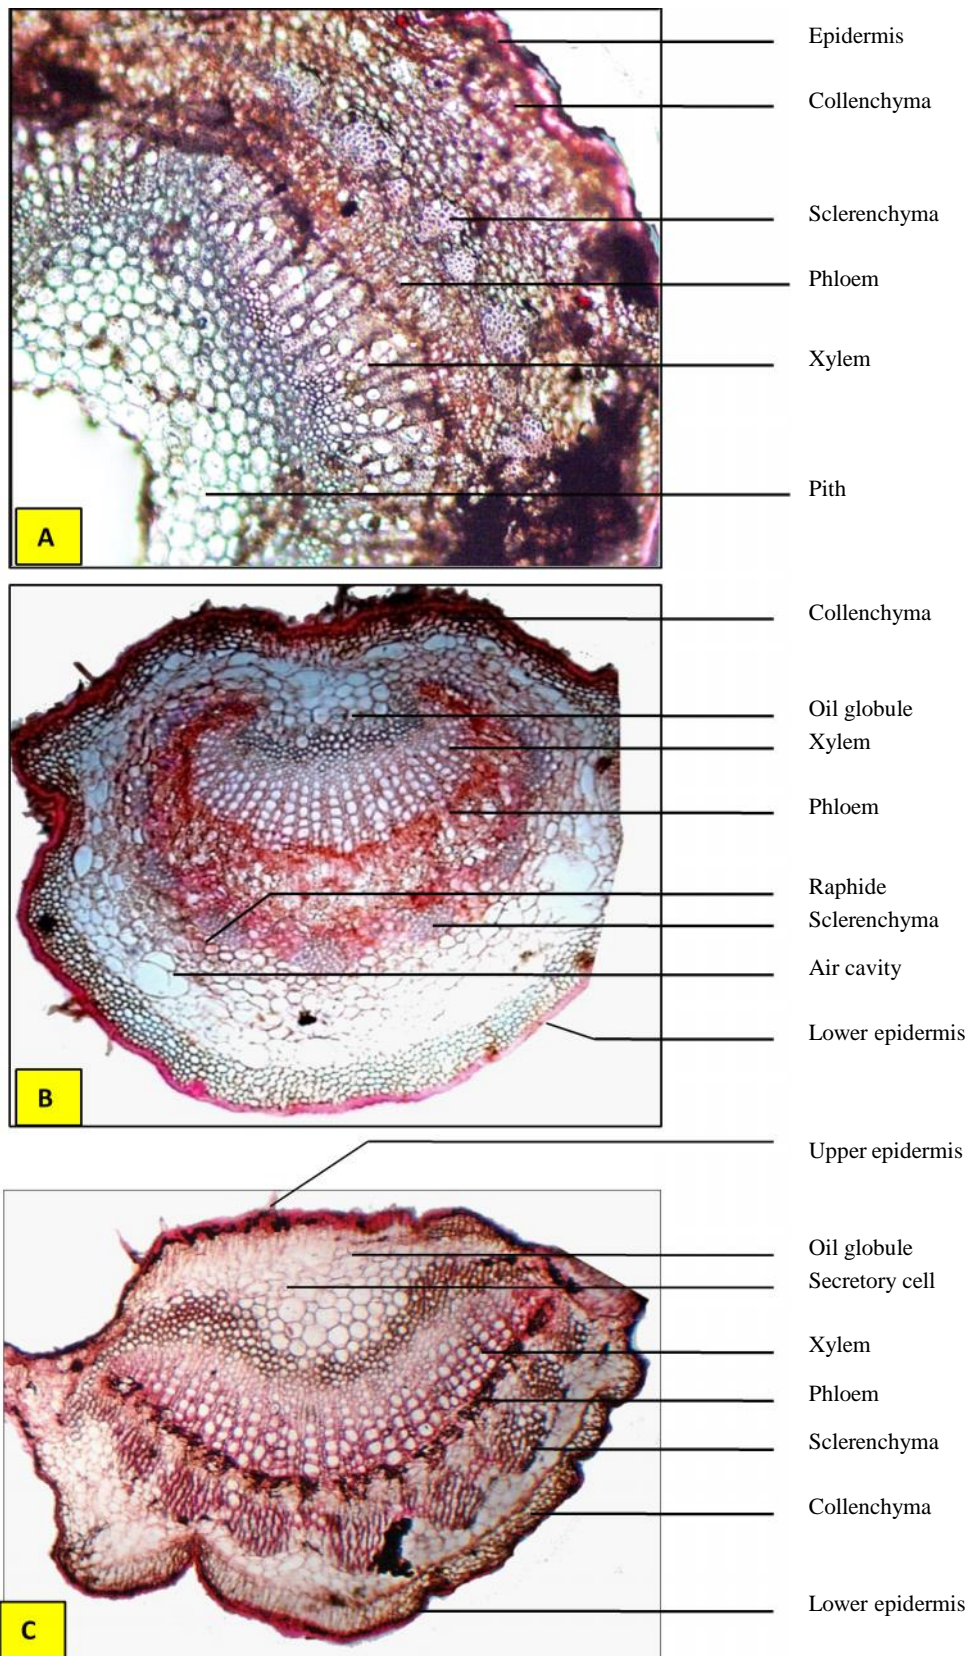 Epidermis
Collenchyma
Sclerenchyma
Phloem
Xylem
Pith
A
Collenchyma
Oil globule
Xylem
Phloem
Raphide
Sclerenchyma
Air cavity
Lower epidermis
B
Upper epidermis
Oil globule
Secretory cell
Xylem
Phloem
Sclerenchyma
Collenchyma
Lower epidermis
C